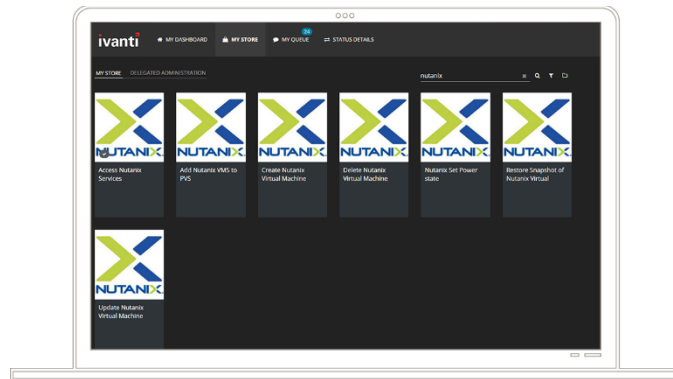 ivanti
MY DASHBOARD
MY STORE
MY QUEUE
24
STATUS DETAILS
MY STORE
DELEGATED ADMINISTRATION
nutanix
NUTANIX.
NUTANIX.
NUTANIX.
NUTANIX.
NUTANIX.
NUTANIX.
Access Nutanix
Services
Add Nutanix VMS to
PVS
Create Nutanix
Virtual Machine
Delete Nutanix
Virtual Machine
Nutanix Set Power
state
Restore Snapshot of
Nutanix Virtual
NUTANIX.
Update Nutanix
Virtual Machine